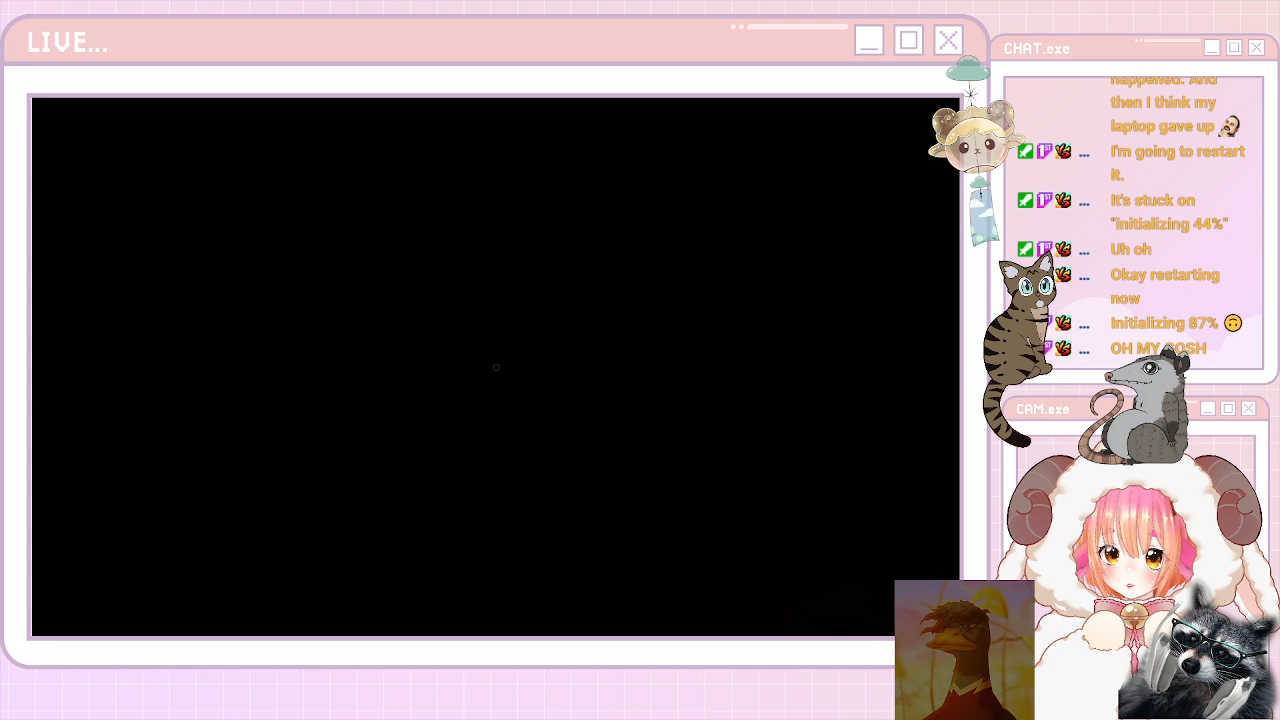 LIVE...
CHAT.exe
happened. And
then I think my
laptop gave up
... I'm going to restart
it.
... It's stuck on
"initializing 44%"
... Uh oh
... Okay restarting
now
... Initializing 87%
... OH MY GOSH
CAM.exe